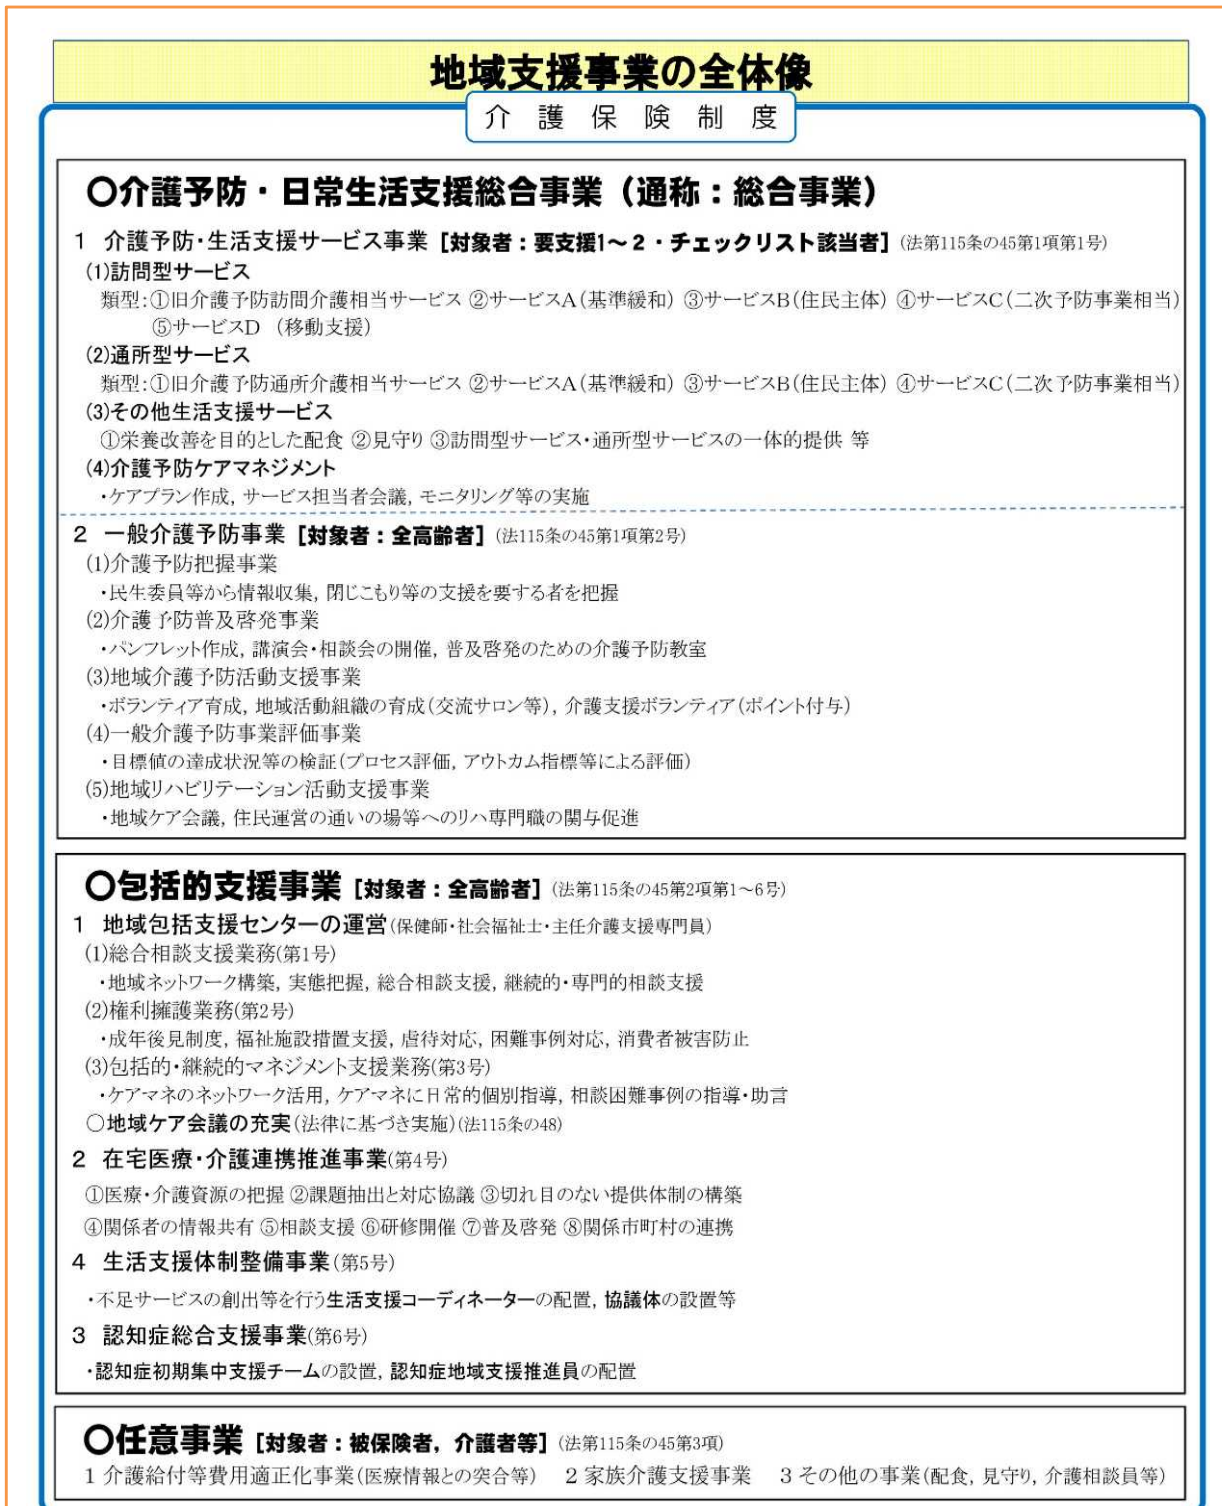 地域支援事業の全体像
介護保険制度
〇介護予防・日常生活支援総合事業（通称：総合事業）
1 介護予防・生活支援サービス事業［対象者：要支援1～2・チェックリスト該当者］（法第115条の45第1項第1号）
(1)訪問型サービス
類型：①旧介護予防訪問介護相当サービス ②サービスA（基準緩和） ③サービスB（住民主体） ④サービスC（二次予防事業相当）
⑤サービスD （移動支援）
(2)通所型サービス
類型：①旧介護予防通所介護相当サービス ②サービスA（基準緩和） ③サービスB（住民主体） ④サービスC（二次予防事業相当）
(3)その他生活支援サービス
①栄養改善を目的とした配食 ②見守り ③訪問型サービス・通所型サービスの一体的提供 等
(4)介護予防ケアマネジメント
・ケアプラン作成，サービス担当者会議，モニタリング等の実施
2 一般介護予防事業［対象者：全高齢者］（法115条の45第1項第2号）
(1)介護予防把握事業
・民生委員等から情報収集，閉じこもり等の支援を要する者を把握
(2)介護予防普及啓発事業
・パンフレット作成，講演会・相談会の開催，普及啓発のための介護予防教室
(3)地域介護予防活動支援事業
・ボランティア育成，地域活動組織の育成（交流サロン等），介護支援ボランティア（ポイント付与）
(4)一般介護予防事業評価事業
・目標値の達成状況等の検証（プロセス評価，アウトカム指標等による評価）
(5)地域リハビリテーション活動支援事業
・地域ケア会議，住民運営の通いの場等へのリハ専門職の関与促進
〇包括的支援事業［対象者：全高齢者］（法第115条の45第2項第1～6号）
1 地域包括支援センターの運営（保健師・社会福祉士・主任介護支援専門員）
(1)総合相談支援業務（第1号）
・地域ネットワーク構築，実態把握，総合相談支援，継続的・専門的相談支援
(2)権利擁護業務（第2号）
・成年後見制度，福祉施設措置支援，虐待対応，困難事例対応，消費者被害防止
(3)包括的・継続的マネジメント支援業務（第3号）
・ケアマネのネットワーク活用，ケアマネに日常的個別指導，相談困難事例の指導・助言
〇地域ケア会議の充実（法律に基づき実施）（法115条の48）
2 在宅医療・介護連携推進事業（第4号）
①医療・介護資源の把握 ②課題抽出と対応協議 ③切れ目のない提供体制の構築
④関係者の情報共有 ⑤相談支援 ⑥研修開催 ⑦普及啓発 ⑧関係市町村の連携
4 生活支援体制整備事業（第5号）
・不足サービスの創出等を行う生活支援コーディネーターの配置，協議体の設置等
3 認知症総合支援事業（第6号）
・認知症初期集中支援チームの設置，認知症地域支援推進員の配置
〇任意事業［対象者：被保険者，介護者等］（法第115条の45第3項）
1 介護給付等費用適正化事業（医療情報との突合等） 2 家族介護支援事業 3 その他の事業（配食，見守り，介護相談員等）